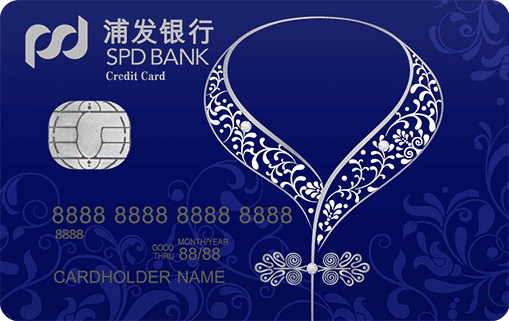 浦发银行
SPD BANK
Credit Card
8888 8888 8888 8888
8888
MONTH/YEAR
GOOD THRU 88/88
CARDHOLDER NAME